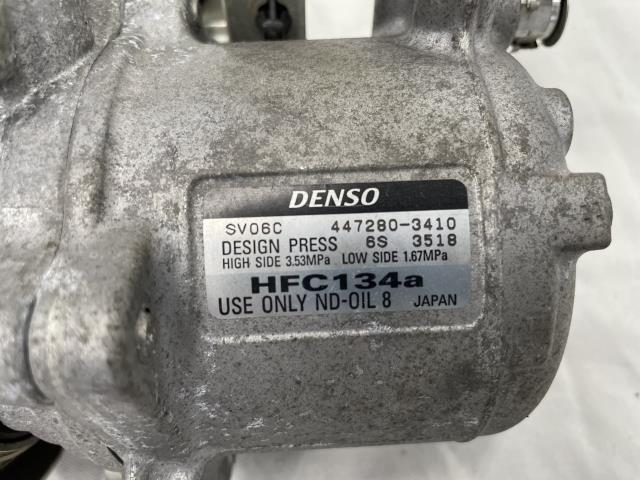 DENSO
SV06C 447280-3410
DESIGN PRESS 6S 3518
HIGH SIDE 3.53MPa LOW SIDE 1.67MPa
HFC134a
USE ONLY ND-OIL 8 JAPAN